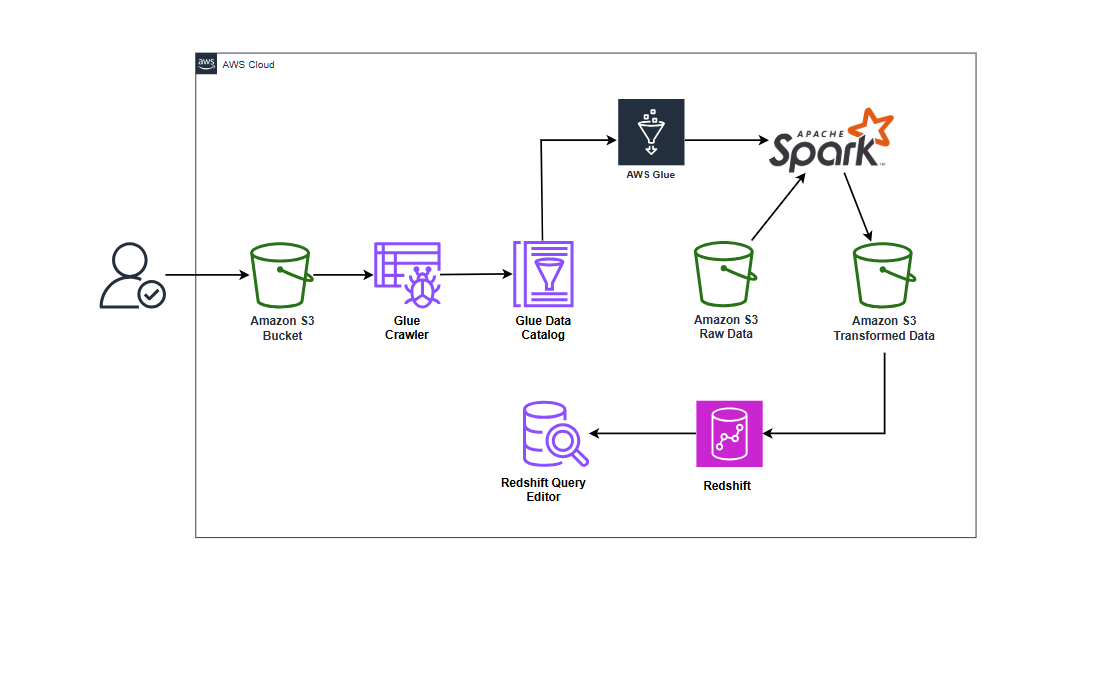 aws
AWS Cloud
AWS Glue
APACHE
Spark
Amazon S3
Bucket
Glue
Crawler
Glue Data
Catalog
Amazon S3
Raw Data
Amazon S3
Transformed Data
Redshift Query
Editor
Redshift